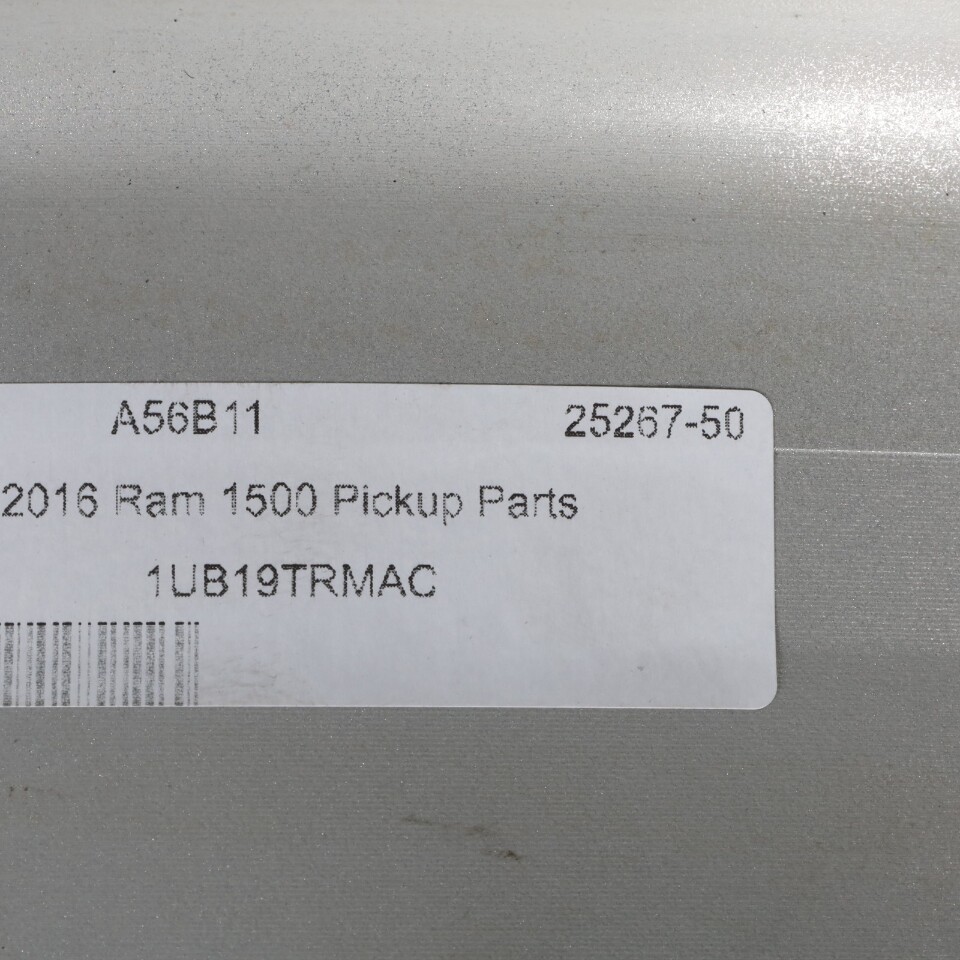 A56B11 25267-50
2016 Ram 1500 Pickup Parts
1UB19TRMAC